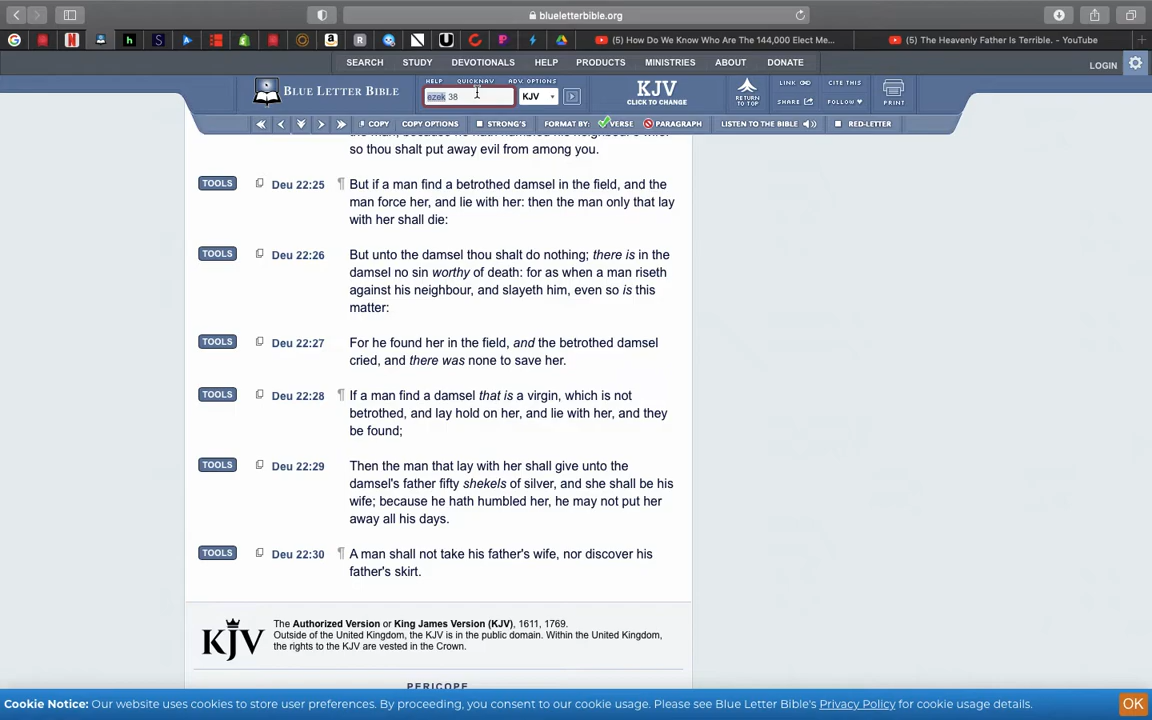 blueletterbible.org
(5) How Do We Know Who Are The 144,000 Elect Me...
(5) The Heavenly Father Is Terrible. - YouTube
SEARCH STUDY DEVOTIONALS HELP PRODUCTS MINISTRIES ABOUT DONATE
LOGIN
HELP QUICKNAV ADV. OPTIONS
BLUE LETTER BIBLE
ezek 38
KJV
KJV
CLICK TO CHANGE
RETURN TO TOP
LINK CITE THIS
SHARE FOLLOW
PRINT
COPY COPY OPTIONS STRONG'S FORMAT BY: VERSE PARAGRAPH LISTEN TO THE BIBLE RED-LETTER
so thou shalt put away evil from among you.
TOOLS Deu 22:25 ¶ But if a man find a betrothed damsel in the field, and the
man force her, and lie with her: then the man only that lay
with her shall die:
TOOLS Deu 22:26 But unto the damsel thou shalt do nothing; there is in the
damsel no sin worthy of death: for as when a man riseth
against his neighbour, and slayeth him, even so is this
matter:
TOOLS Deu 22:27 For he found her in the field, and the betrothed damsel
cried, and there was none to save her.
TOOLS Deu 22:28 ¶ If a man find a damsel that is a virgin, which is not
betrothed, and lay hold on her, and lie with her, and they
be found;
TOOLS Deu 22:29 Then the man that lay with her shall give unto the
damsel's father fifty shekels of silver, and she shall be his
wife; because he hath humbled her, he may not put her
away all his days.
TOOLS Deu 22:30 ¶ A man shall not take his father's wife, nor discover his
father's skirt.
KJV
The Authorized Version or King James Version (KJV), 1611, 1769.
Outside of the United Kingdom, the KJV is in the public domain. Within the United Kingdom,
the rights to the KJV are vested in the Crown.
PERICOPE
Cookie Notice: Our website uses cookies to store user preferences. By proceeding, you consent to our cookie usage. Please see Blue Letter Bible's Privacy Policy for cookie usage details.
OK